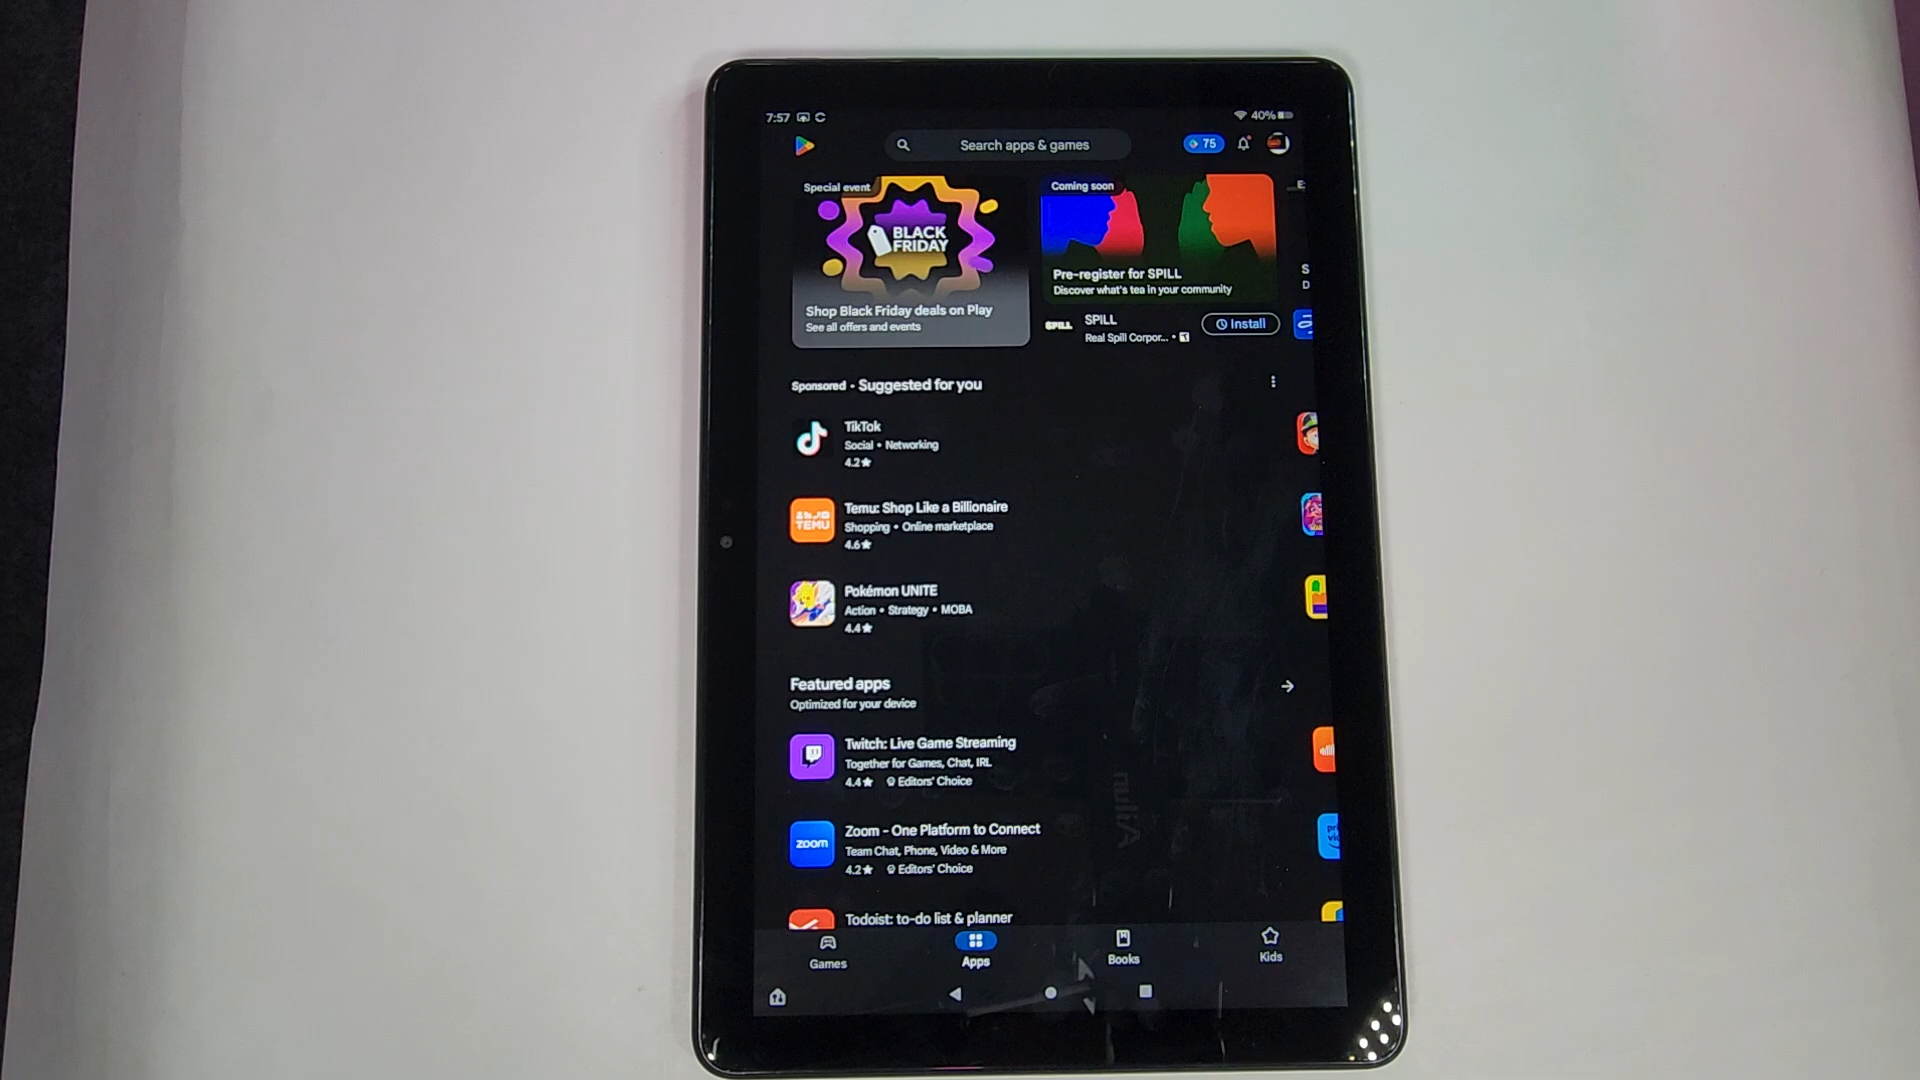 7:57
40%
Search apps & games
75
Special event
BLACK
FRIDAY
Shop Black Friday deals on Play
See all offers and events
Coming soon
Pre-register for SPILL
Discover what's tea in your community
SPILL
SPILL
Real Spill Corpor... •
Install
E
S
D
Sponsored • Suggested for you
TikTok
Social • Networking
4.2★
TEMU
Temu: Shop Like a Billionaire
Shopping • Online marketplace
4.6★
Pokémon UNITE
Action • Strategy • MOBA
4.4★
Featured apps
Optimized for your device
Twitch: Live Game Streaming
Together for Games, Chat, IRL
4.4★ Editors' Choice
zoom
Zoom - One Platform to Connect
Team Chat, Phone, Video & More
4.2★ Editors' Choice
Todoist: to-do list & planner
Games
Apps
Books
Kids